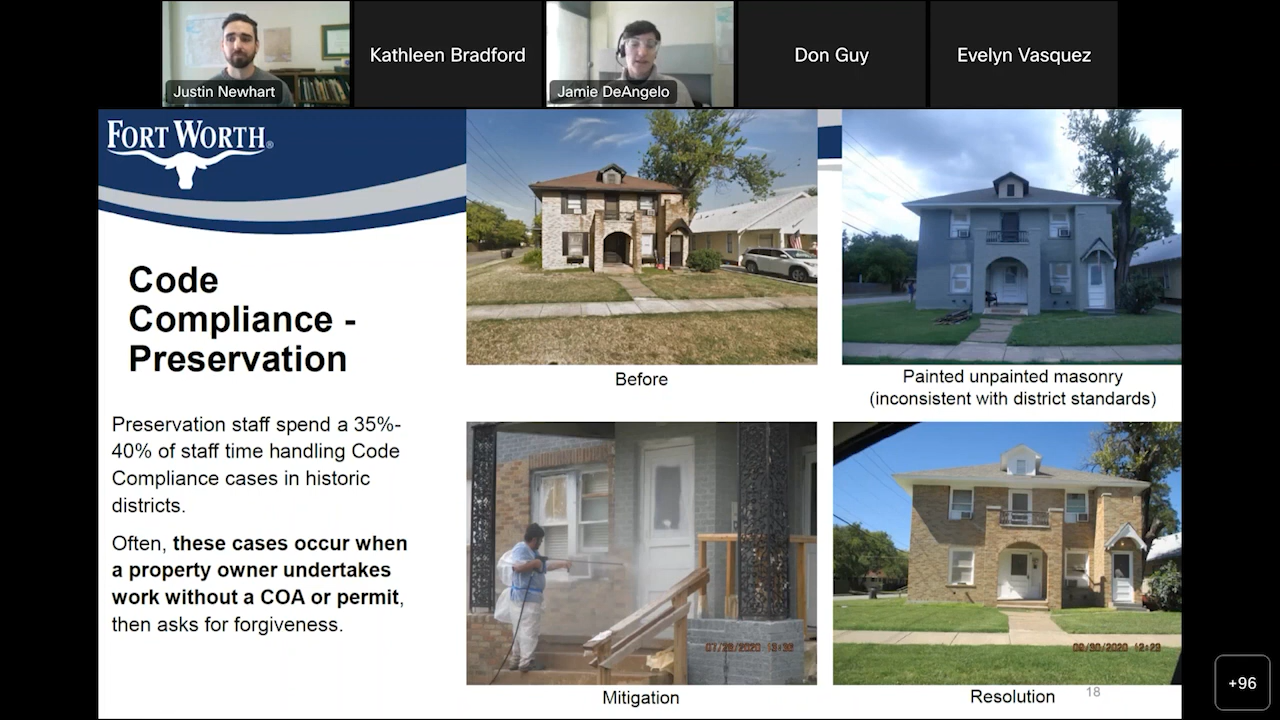 Justin Newhart
Kathleen Bradford
Jamie DeAngelo
Don Guy
Evelyn Vasquez
FORT WORTH®
Code
Compliance -
Preservation
Preservation staff spend a 35%-
40% of staff time handling Code
Compliance cases in historic
districts.
Often, these cases occur when
a property owner undertakes
work without a COA or permit,
then asks for forgiveness.
Before
Painted unpainted masonry
(inconsistent with district standards)
07/28/2020 13:36
Mitigation
09/30/2020 12:29
Resolution
18
+96